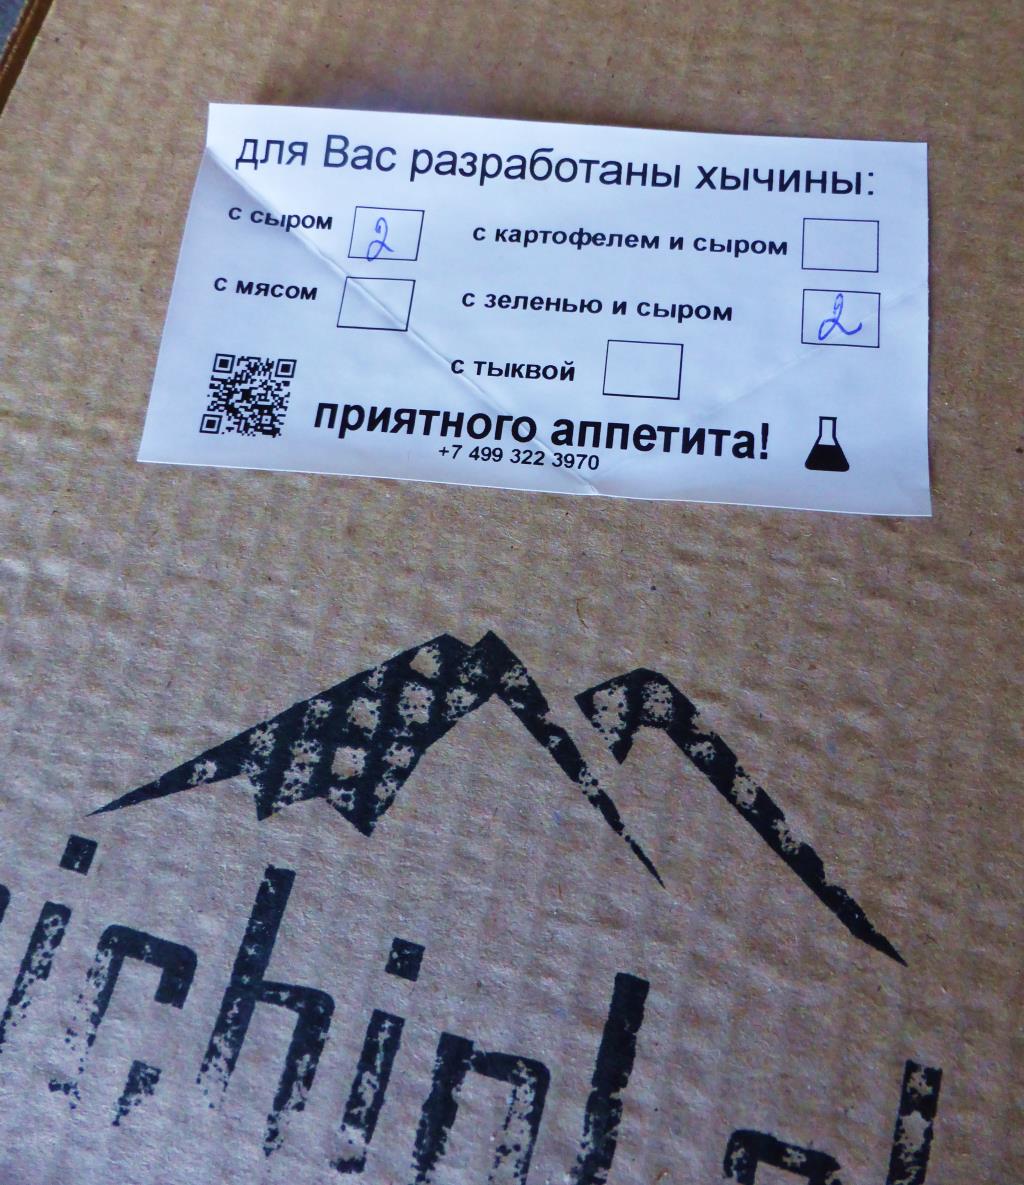 для Вас разработаны хычины:
с сыром 2 с картофелем и сыром
с мясом с зеленью и сыром 2
с тыквой
приятного аппетита!
+7 499 322 3970